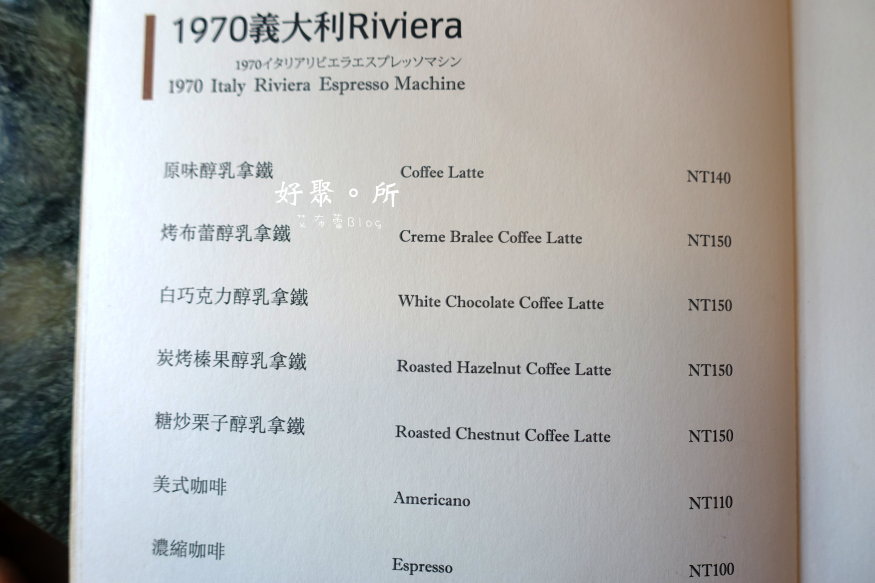 1970義大利Riviera
1970イタリアリビエラエスプレッソマシン
1970 Italy Riviera Espresso Machine
原味醇乳拿鐵 Coffee Latte NT140
好聚。所
艾布蕾Blog
烤布蕾醇乳拿鐵 Creme Bralee Coffee Latte NT150
白巧克力醇乳拿鐵 White Chocolate Coffee Latte NT150
炭烤榛果醇乳拿鐵 Roasted Hazelnut Coffee Latte NT150
糖炒栗子醇乳拿鐵 Roasted Chestnut Coffee Latte NT150
美式咖啡 Americano NT110
濃縮咖啡 Espresso NT100